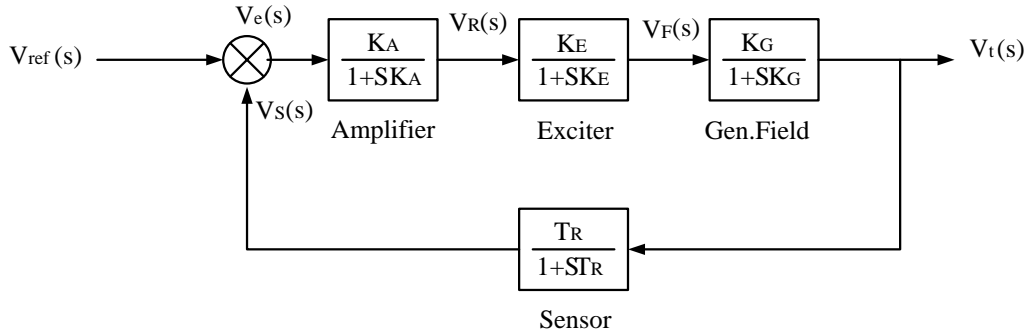 Vref (s)
Ve(s)
KA
1+SKA
Amplifier
VR(s)
KE
1+SKE
Exciter
VF(s)
KG
1+SKG
Gen.Field
Vt(s)
VS(s)
TR
1+STR
Sensor